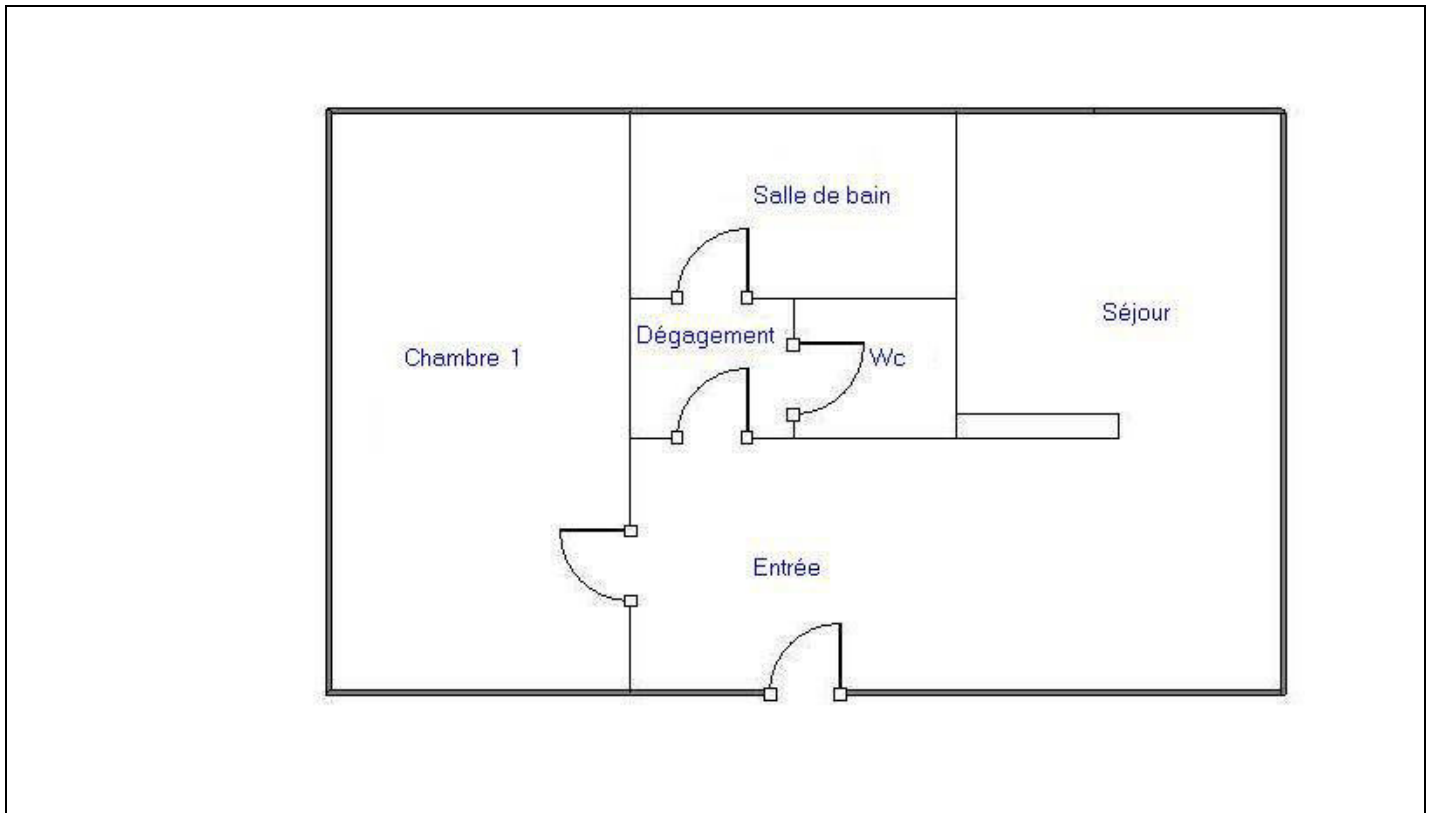 Salle de bain
Séjour
Dégagement
Chambre 1
Wc
Entrée